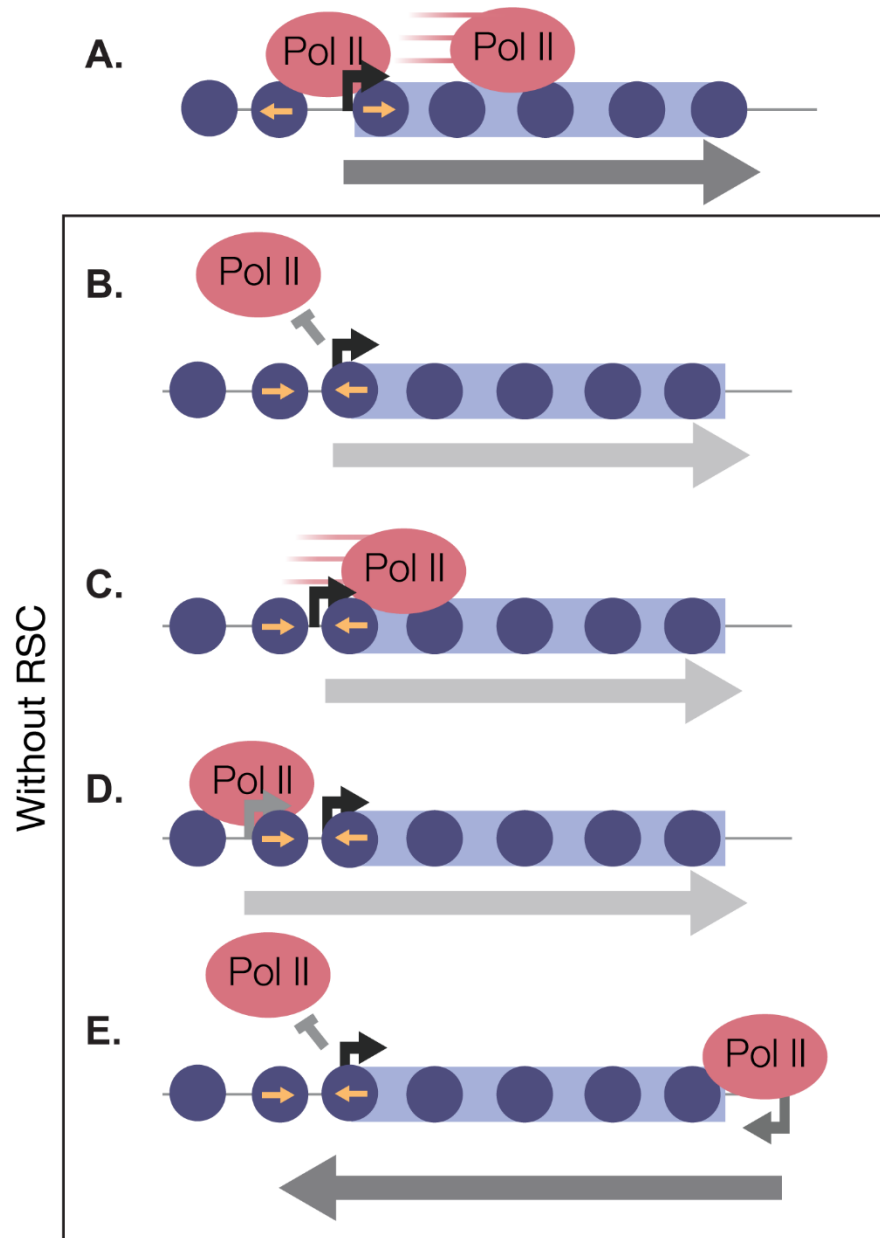 A.
Pol II
Pol II
B.
Pol II
C.
Pol II
D.
Pol II
E.
Pol II
Pol II
Without RSC